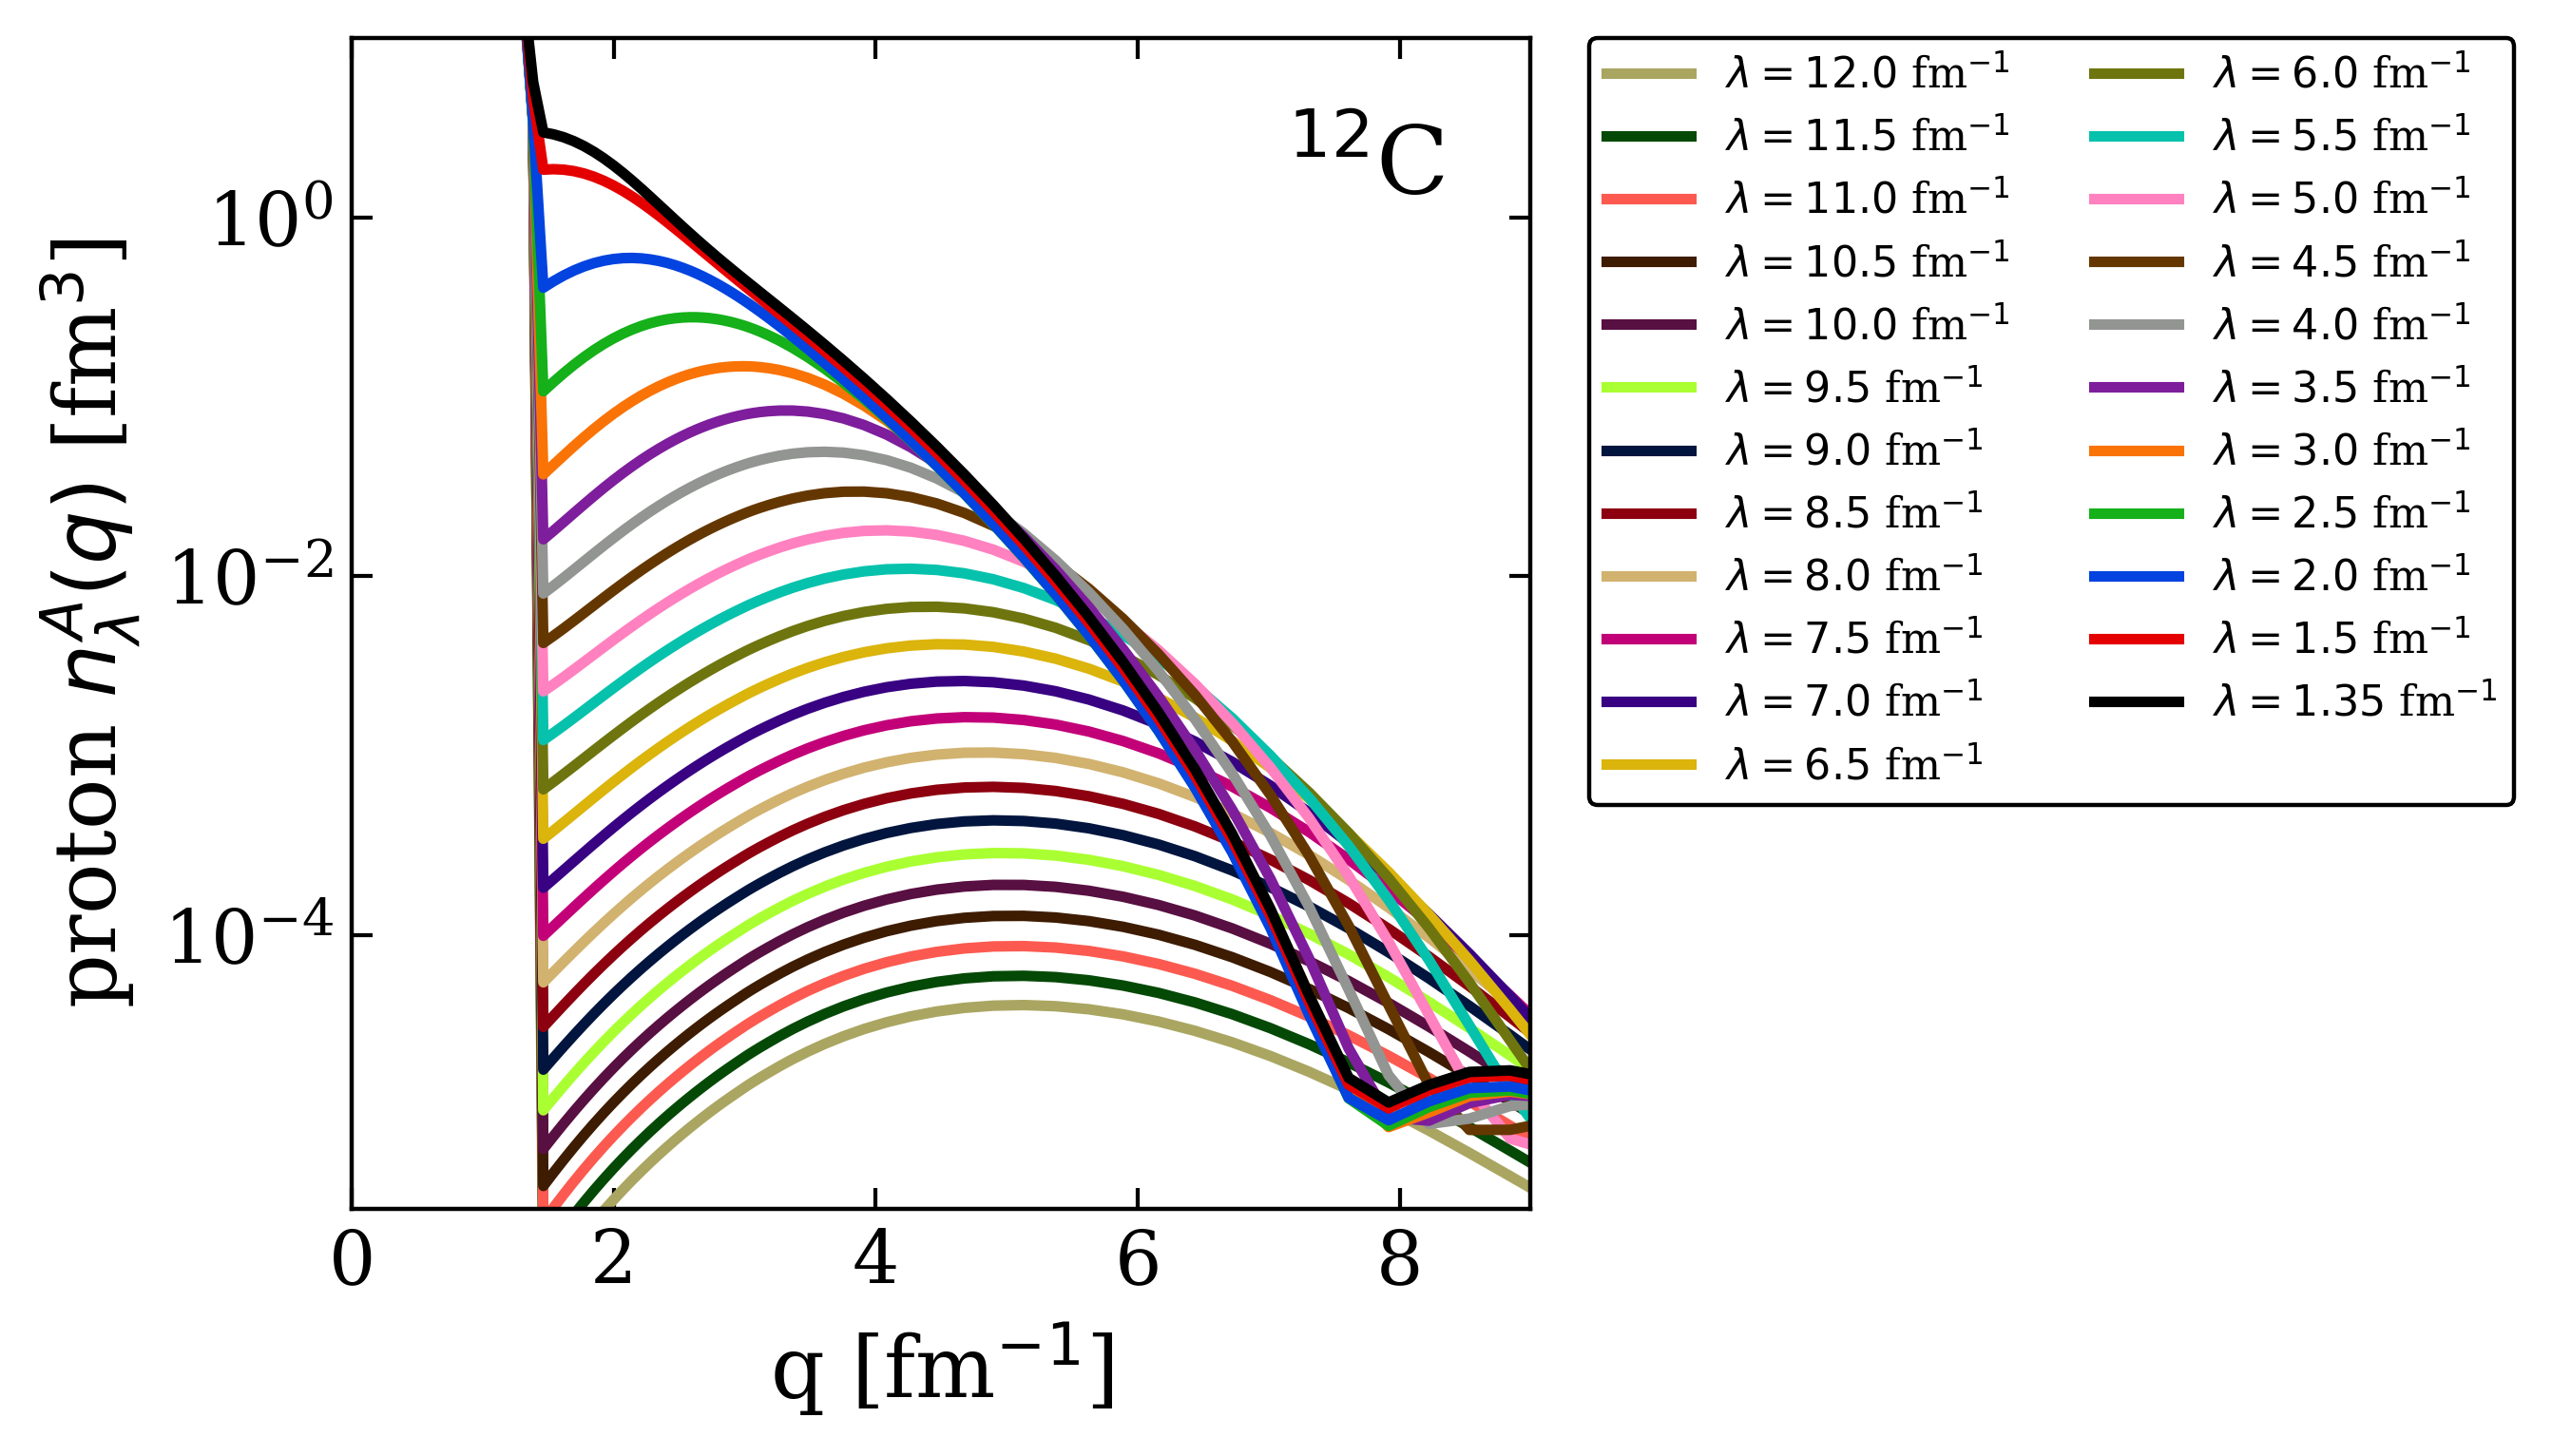 proton n_λ^A(q) [fm³]
10⁰
10⁻²
10⁻⁴
¹²C
0 2 4 6 8
q [fm⁻¹]
λ = 12.0 fm⁻¹
λ = 11.5 fm⁻¹
λ = 11.0 fm⁻¹
λ = 10.5 fm⁻¹
λ = 10.0 fm⁻¹
λ = 9.5 fm⁻¹
λ = 9.0 fm⁻¹
λ = 8.5 fm⁻¹
λ = 8.0 fm⁻¹
λ = 7.5 fm⁻¹
λ = 7.0 fm⁻¹
λ = 6.5 fm⁻¹
λ = 6.0 fm⁻¹
λ = 5.5 fm⁻¹
λ = 5.0 fm⁻¹
λ = 4.5 fm⁻¹
λ = 4.0 fm⁻¹
λ = 3.5 fm⁻¹
λ = 3.0 fm⁻¹
λ = 2.5 fm⁻¹
λ = 2.0 fm⁻¹
λ = 1.5 fm⁻¹
λ = 1.35 fm⁻¹